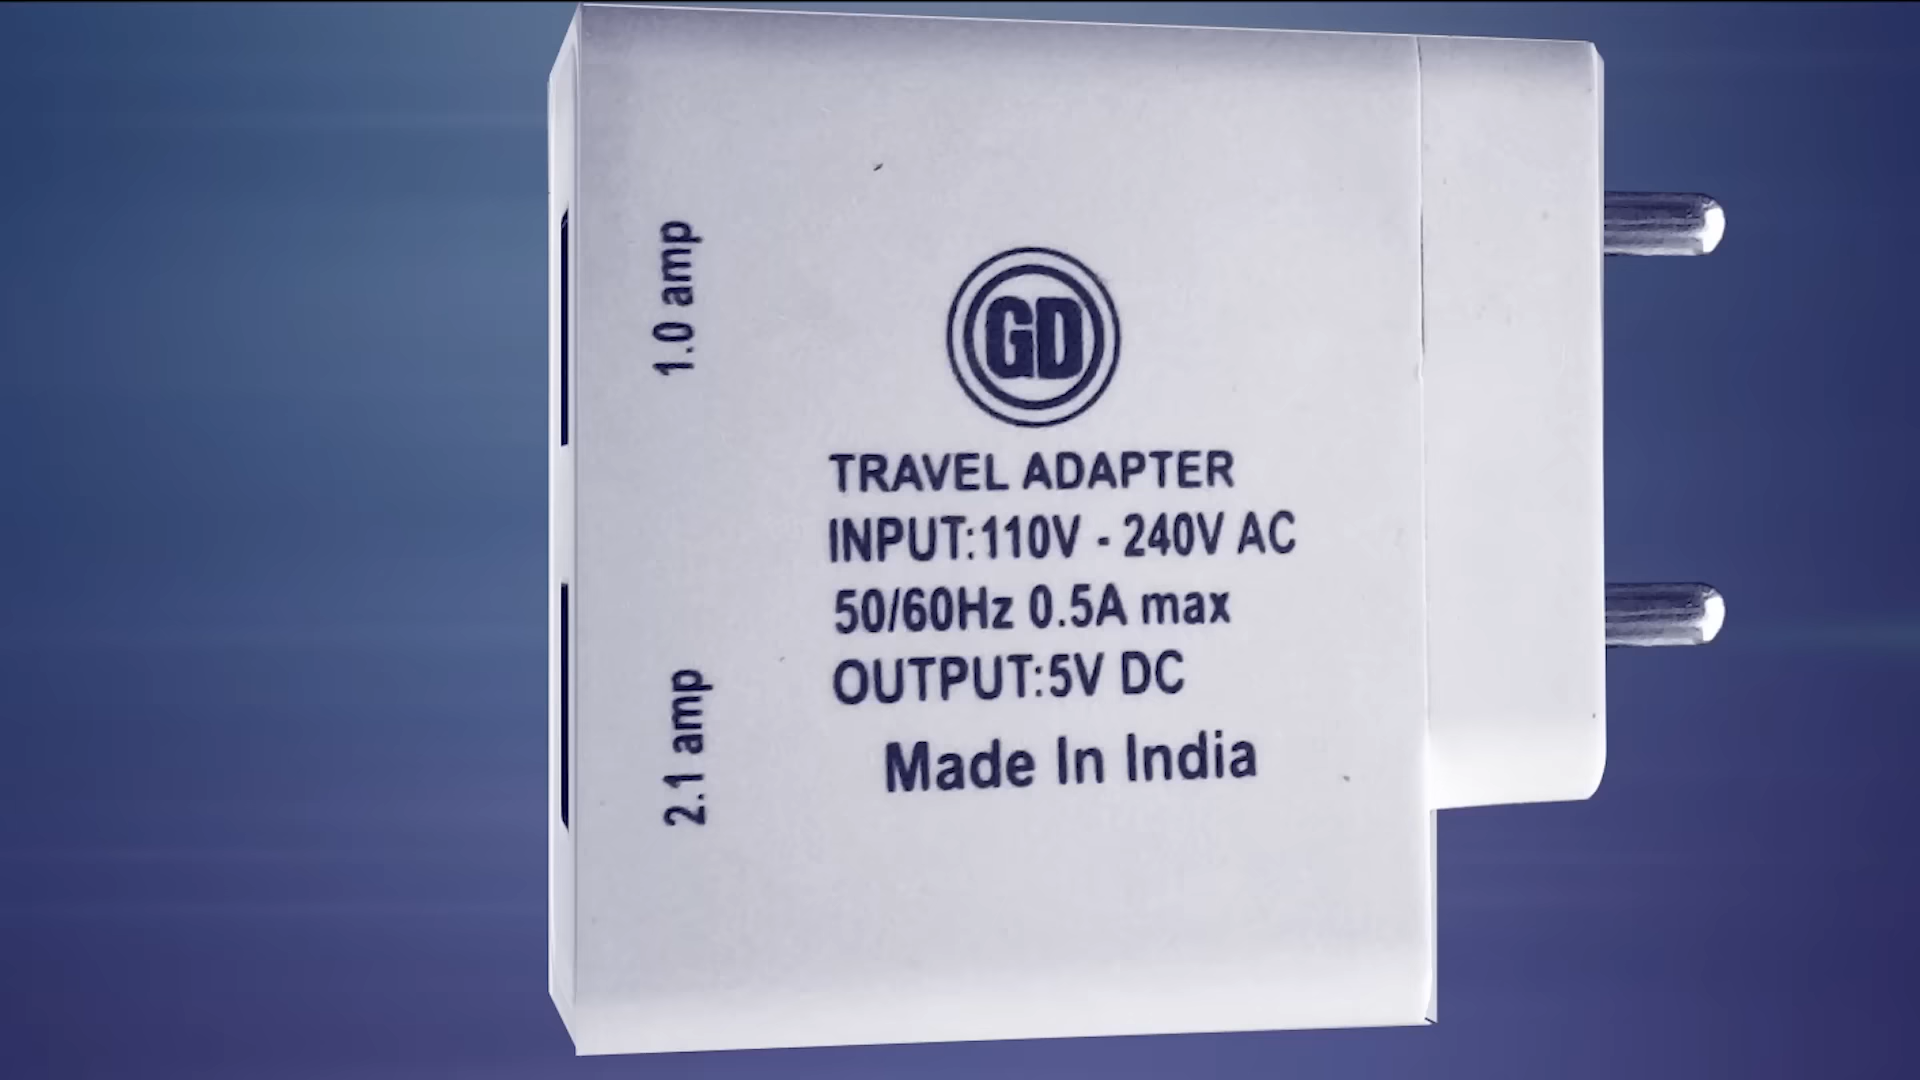 1.0 amp
2.1 amp
GD
TRAVEL ADAPTER
INPUT:110V - 240V AC
50/60Hz 0.5A max
OUTPUT:5V DC
Made In India